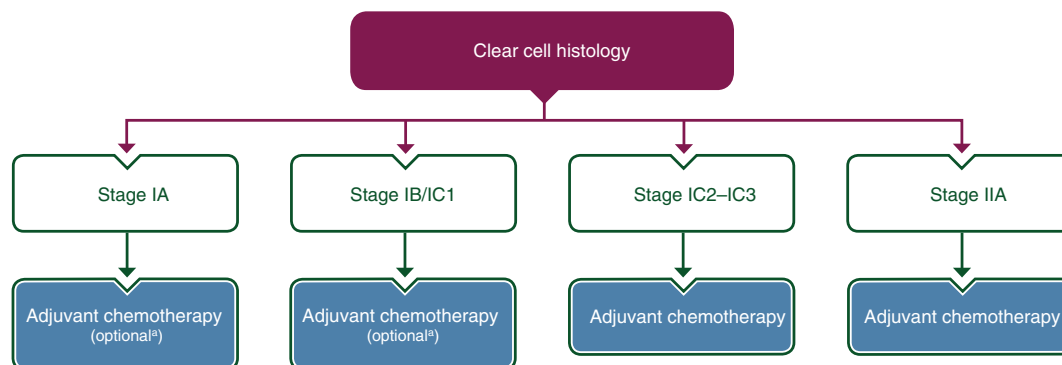 Clear cell histology
Stage IA
Stage IB/IC1
Stage IC2–IC3
Stage IIA
Adjuvant chemotherapy
(optionalᵃ)
Adjuvant chemotherapy
(optionalᵃ)
Adjuvant chemotherapy
Adjuvant chemotherapy